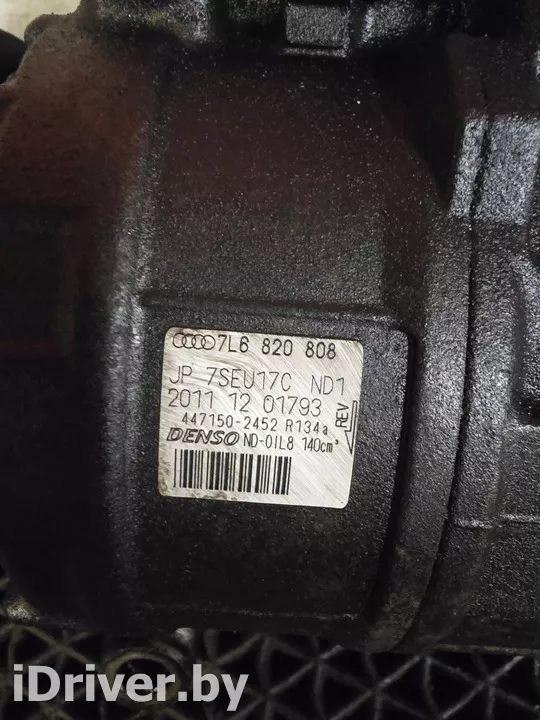 7L6 820 808
JP 7SEU17C ND1
2011 12 01793
447150-2452 R134a
DENSO ND-OIL8 140cm³
REV
iDriver.by